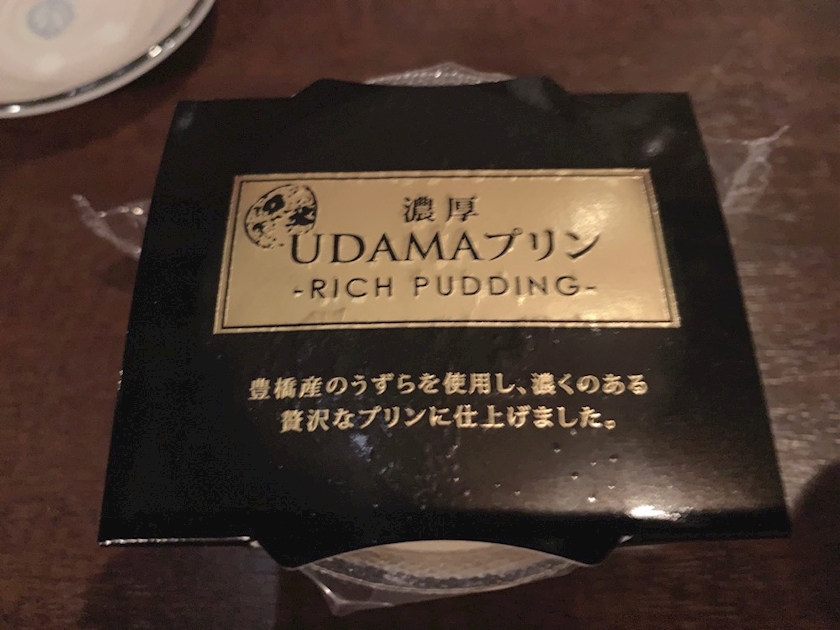 濃厚
UDAMAプリン
-RICH PUDDING-
豊橋産のうずらを使用し、濃くのある
贅沢なプリンに仕上げました。